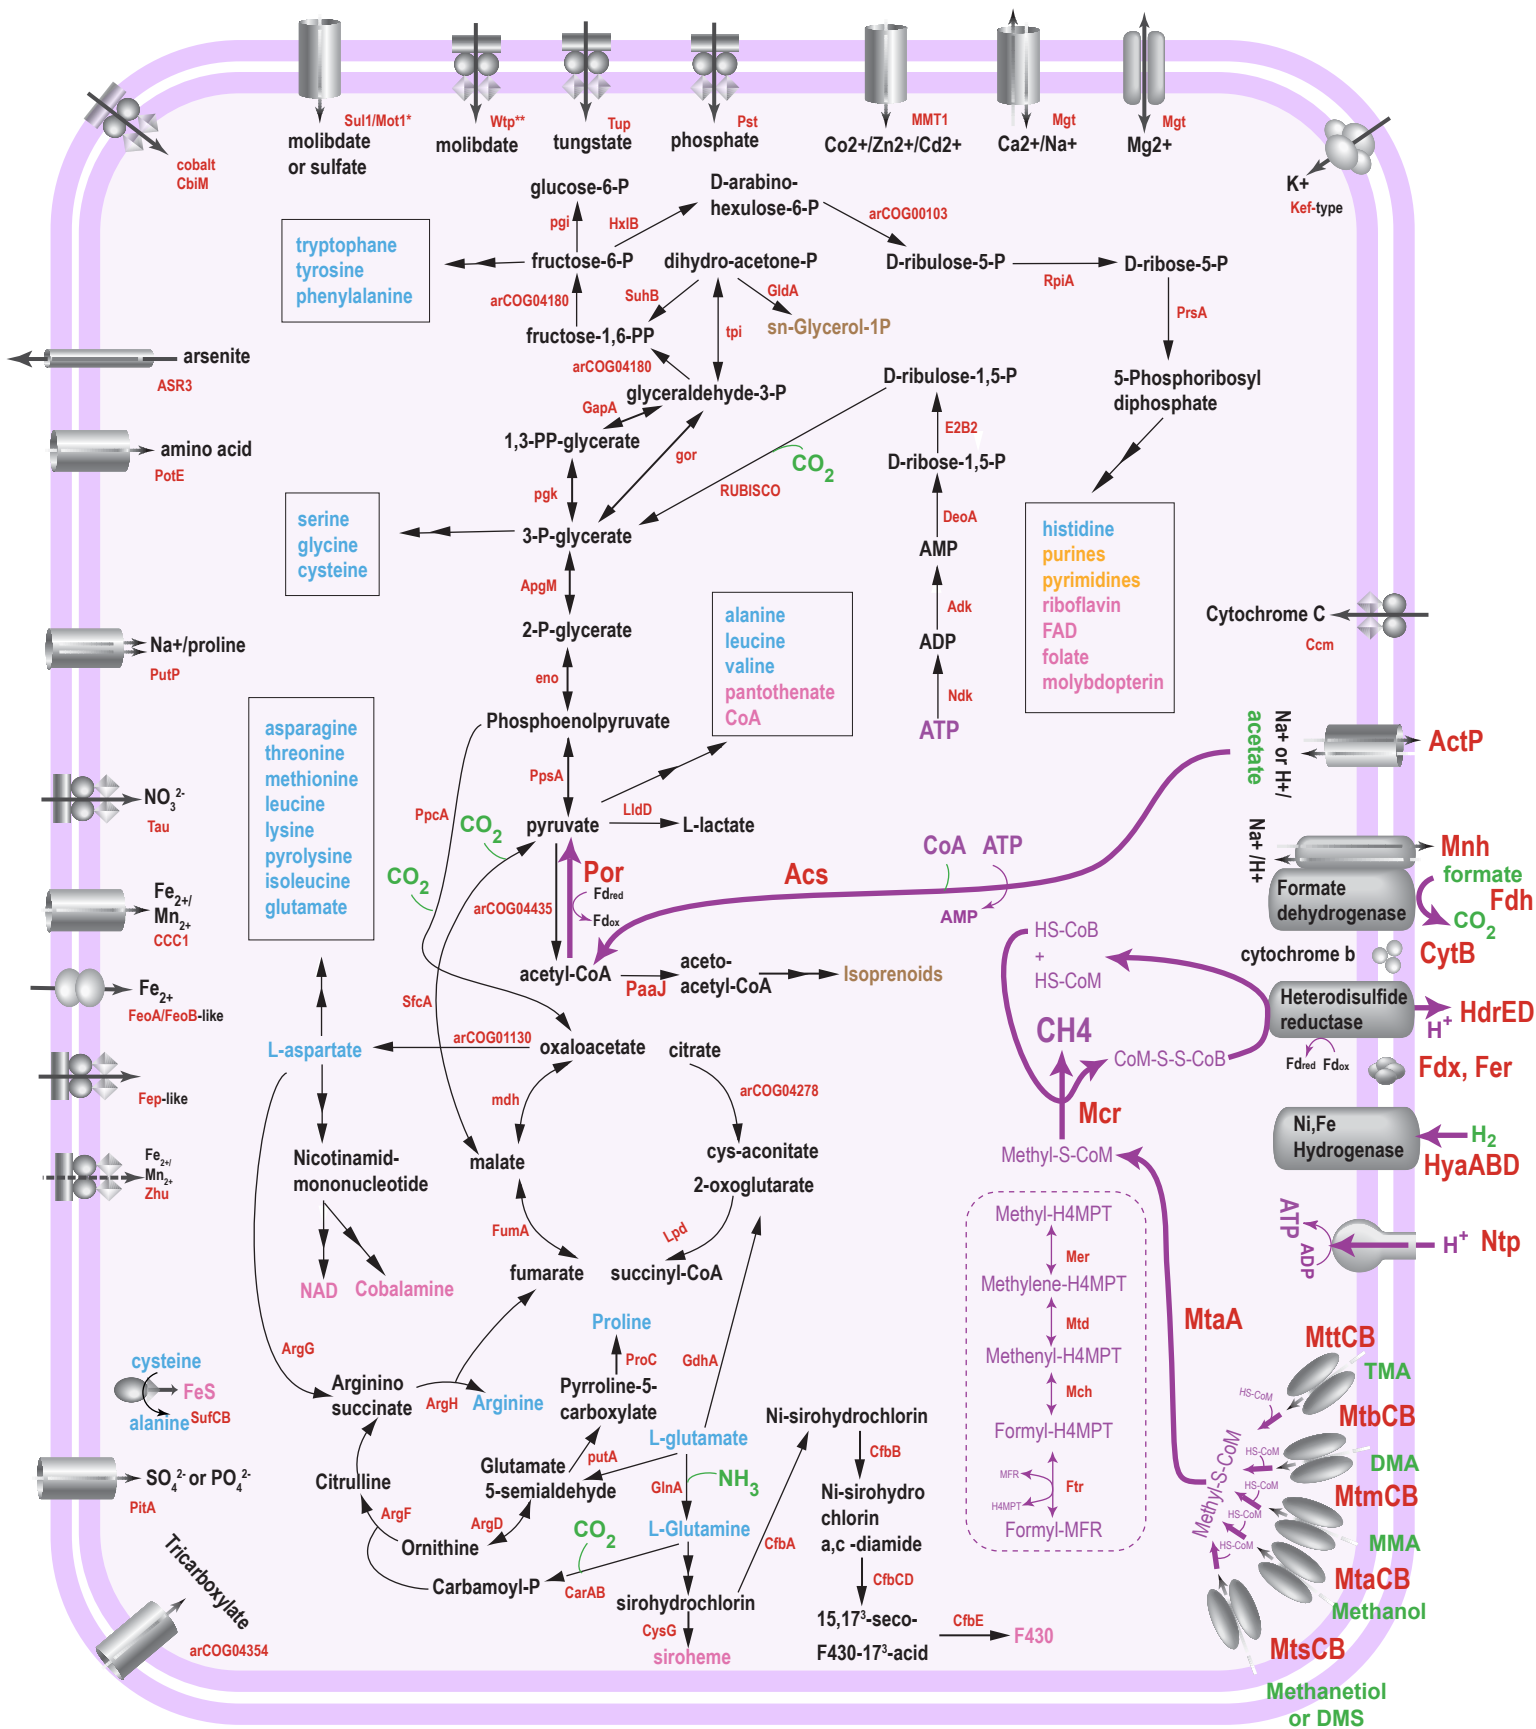 Sul1/Mot1*
molibdate
or sulfate
Wtp**
molibdate
Tup
tungstate
Pst
phosphate
MMT1
Co2+/Zn2+/Cd2+
Mgt
Ca2+/Na+
Mgt
Mg2+
cobalt
CbiM
K+
Kef-type
glucose-6-P
D-arabino-
hexulose-6-P
pgi
HxlB
arCOG00103
tryptophane
tyrosine
phenylalanine
fructose-6-P
dihydro-acetone-P
D-ribulose-5-P
RpiA
D-ribose-5-P
arCOG04180
SuhB
GldA
PrsA
sn-Glycerol-1P
fructose-1,6-PP
tpi
arsenite
ASR3
arCOG04180
glyceraldehyde-3-P
D-ribulose-1,5-P
5-Phosphoribosyl
diphosphate
GapA
E2B2
1,3-PP-glycerate
gor
amino acid
PotE
CO2
D-ribose-1,5-P
pgk
RUBISCO
DeoA
serine
glycine
cysteine
3-P-glycerate
AMP
histidine
purines
pyrimidines
riboflavin
FAD
folate
molybdopterin
ApgM
Adk
2-P-glycerate
alanine
leucine
valine
pantothenate
CoA
ADP
Cytochrome C
Ccm
Na+/proline
PutP
eno
Ndk
Phosphoenolpyruvate
ATP
asparagine
threonine
methionine
leucine
lysine
pyrolysine
isoleucine
glutamate
Na+ or H+/
acetate
ActP
PpsA
PpcA
NO3 2-
Tau
CO2
pyruvate
LldD
L-lactate
Na+ /H+
Mnh
formate
Fdh
CO2
Formate
dehydrogenase
CO2
Por
Fdred
Fdox
Acs
CoA
ATP
AMP
Fe2+/
Mn2+
CCC1
arCOG04435
HS-CoB
+
HS-CoM
cytochrome b
CytB
acetyl-CoA
PaaJ
aceto-
acetyl-CoA
Isoprenoids
Fe2+
FeoA/FeoB-like
SfcA
Heterodisulfide
reductase
HdrED
H+
Fdred
Fdox
L-aspartate
arCOG01130
oxaloacetate
citrate
CH4
CoM-S-S-CoB
Fdx, Fer
Fep-like
mdh
arCOG04278
Mcr
Ni,Fe
Hydrogenase
H2
HyaABD
Fe2+/
Mn2+
Zhu
Nicotinamid-
mononucleotide
malate
cys-aconitate
2-oxoglutarate
Methyl-S-CoM
Methyl-H4MPT
FumA
Lpd
Mer
ATP
ADP
H+
Ntp
NAD
Cobalamine
fumarate
succinyl-CoA
Methylene-H4MPT
Proline
Mtd
MtaA
MttCB
ArgG
ProC
GdhA
Methenyl-H4MPT
TMA
cysteine
FeS
alanine
SufCB
Arginino
succinate
ArgH
Arginine
Pyrroline-5-
carboxylate
Mch
HS-CoM
MtbCB
Ni-sirohydrochlorin
Formyl-H4MPT
L-glutamate
CfbB
putA
HS-CoM
DMA
SO4 2- or PO4 2-
PitA
Citrulline
Glutamate
5-semialdehyde
GlnA
NH3
Ni-sirohydro
chlorin
a,c -diamide
MFR
H4MPT
Ftr
Methyl-S-CoM
HS-CoM
MtmCB
ArgF
ArgD
L-Glutamine
Formyl-MFR
HS-CoM
HS-CoM
MMA
Ornithine
CO2
CfbA
Tricarboxylate
arCOG04354
Carbamoyl-P
CarAB
CfbCD
MtaCB
sirohydrochlorin
15,17³-seco-
F430-17³-acid
CfbE
F430
Methanol
CysG
siroheme
MtsCB
Methanetiol
or DMS